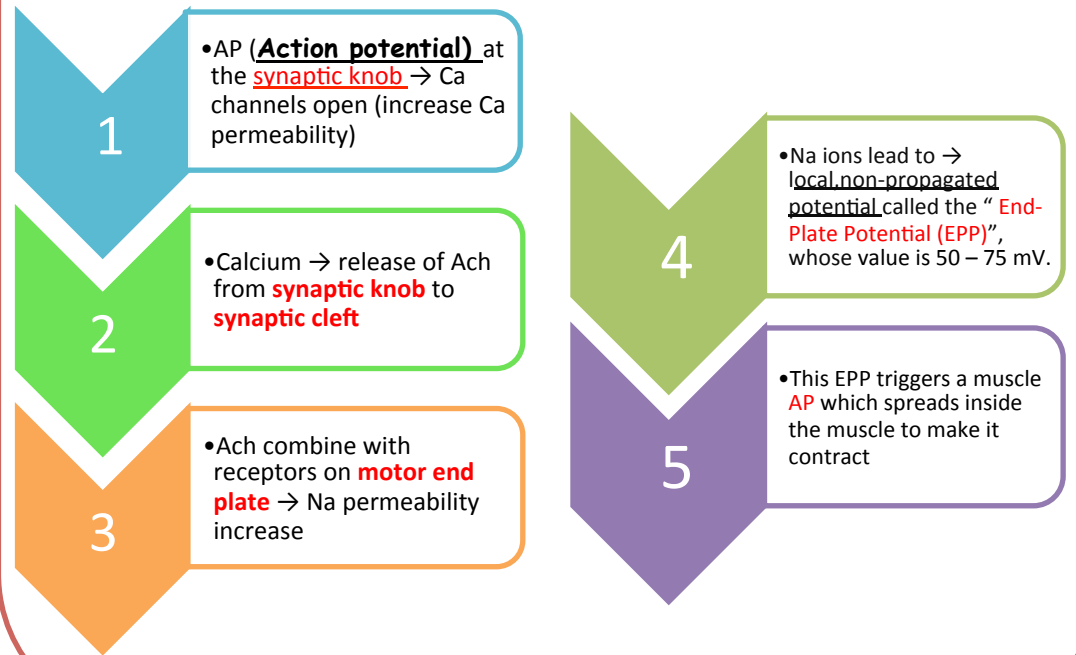 1
•AP (Action potential) at
the synaptic knob → Ca
channels open (increase Ca
permeability)
2
•Calcium → release of Ach
from synaptic knob to
synaptic cleft
3
•Ach combine with
receptors on motor end
plate → Na permeability
increase
4
•Na ions lead to →
local,non-propagated
potential called the “ End-
Plate Potential (EPP)”,
whose value is 50 – 75 mV.
5
•This EPP triggers a muscle
AP which spreads inside
the muscle to make it
contract